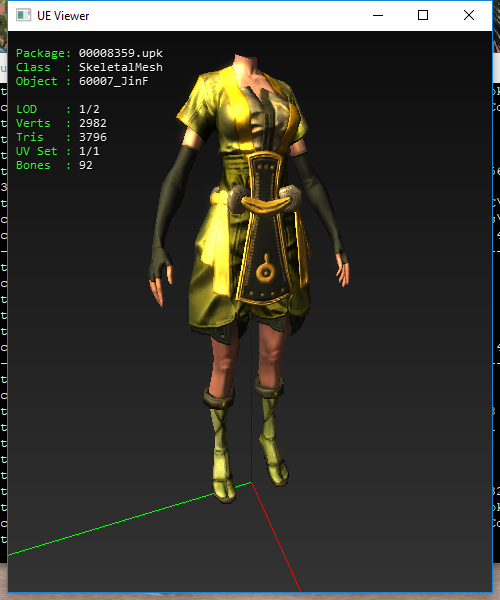 UE Viewer
Package: 00008359.upk
Class : SkeletalMesh
Object : 60007_JinF
LOD : 1/2
Verts : 2982
Tris : 3796
UV Set : 1/1
Bones : 92